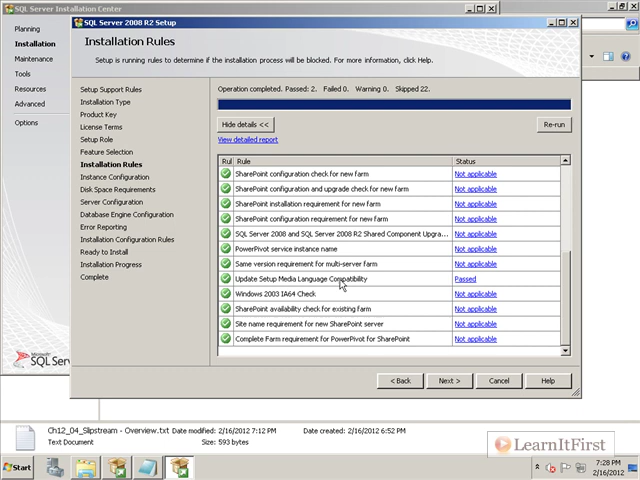 SQL Server Installation Center
Planning
Installation
Maintenance
Tools
Resources
Advanced
Options
Microsoft
SQL Serv
SQL Server 2008 R2 Setup
Installation Rules
Setup is running rules to determine if the installation process will be blocked. For more information, click Help.
Setup Support Rules
Installation Type
Product Key
License Terms
Setup Role
Feature Selection
Installation Rules
Instance Configuration
Disk Space Requirements
Server Configuration
Database Engine Configuration
Error Reporting
Installation Configuration Rules
Ready to Install
Installation Progress
Complete
Operation completed. Passed: 2. Failed 0. Warning 0. Skipped 22.
Hide details <<
Re-run
View detailed report
Rul Rule Status
SharePoint configuration check for new farm Not applicable
SharePoint configuration and upgrade check for new farm Not applicable
SharePoint installation requirement for new farm Not applicable
SharePoint configuration requirement for new farm Not applicable
SQL Server 2008 and SQL Server 2008 R2 Shared Component Upgra... Not applicable
PowerPivot service instance name Not applicable
Same version requirement for multi-server farm Not applicable
Update Setup Media Language Compatibility Passed
Windows 2003 IA64 Check Not applicable
SharePoint availability check for existing farm Not applicable
Site name requirement for new SharePoint server Not applicable
Complete Farm requirement for PowerPivot for SharePoint Not applicable
< Back Next > Cancel Help
Ch12_04_Slipstream - Overview.txt Date modified: 2/16/2012 7:12 PM Date created: 2/16/2012 6:52 PM
Text Document Size: 593 bytes
LearnItFirst
Start
7:28 PM
2/16/2012